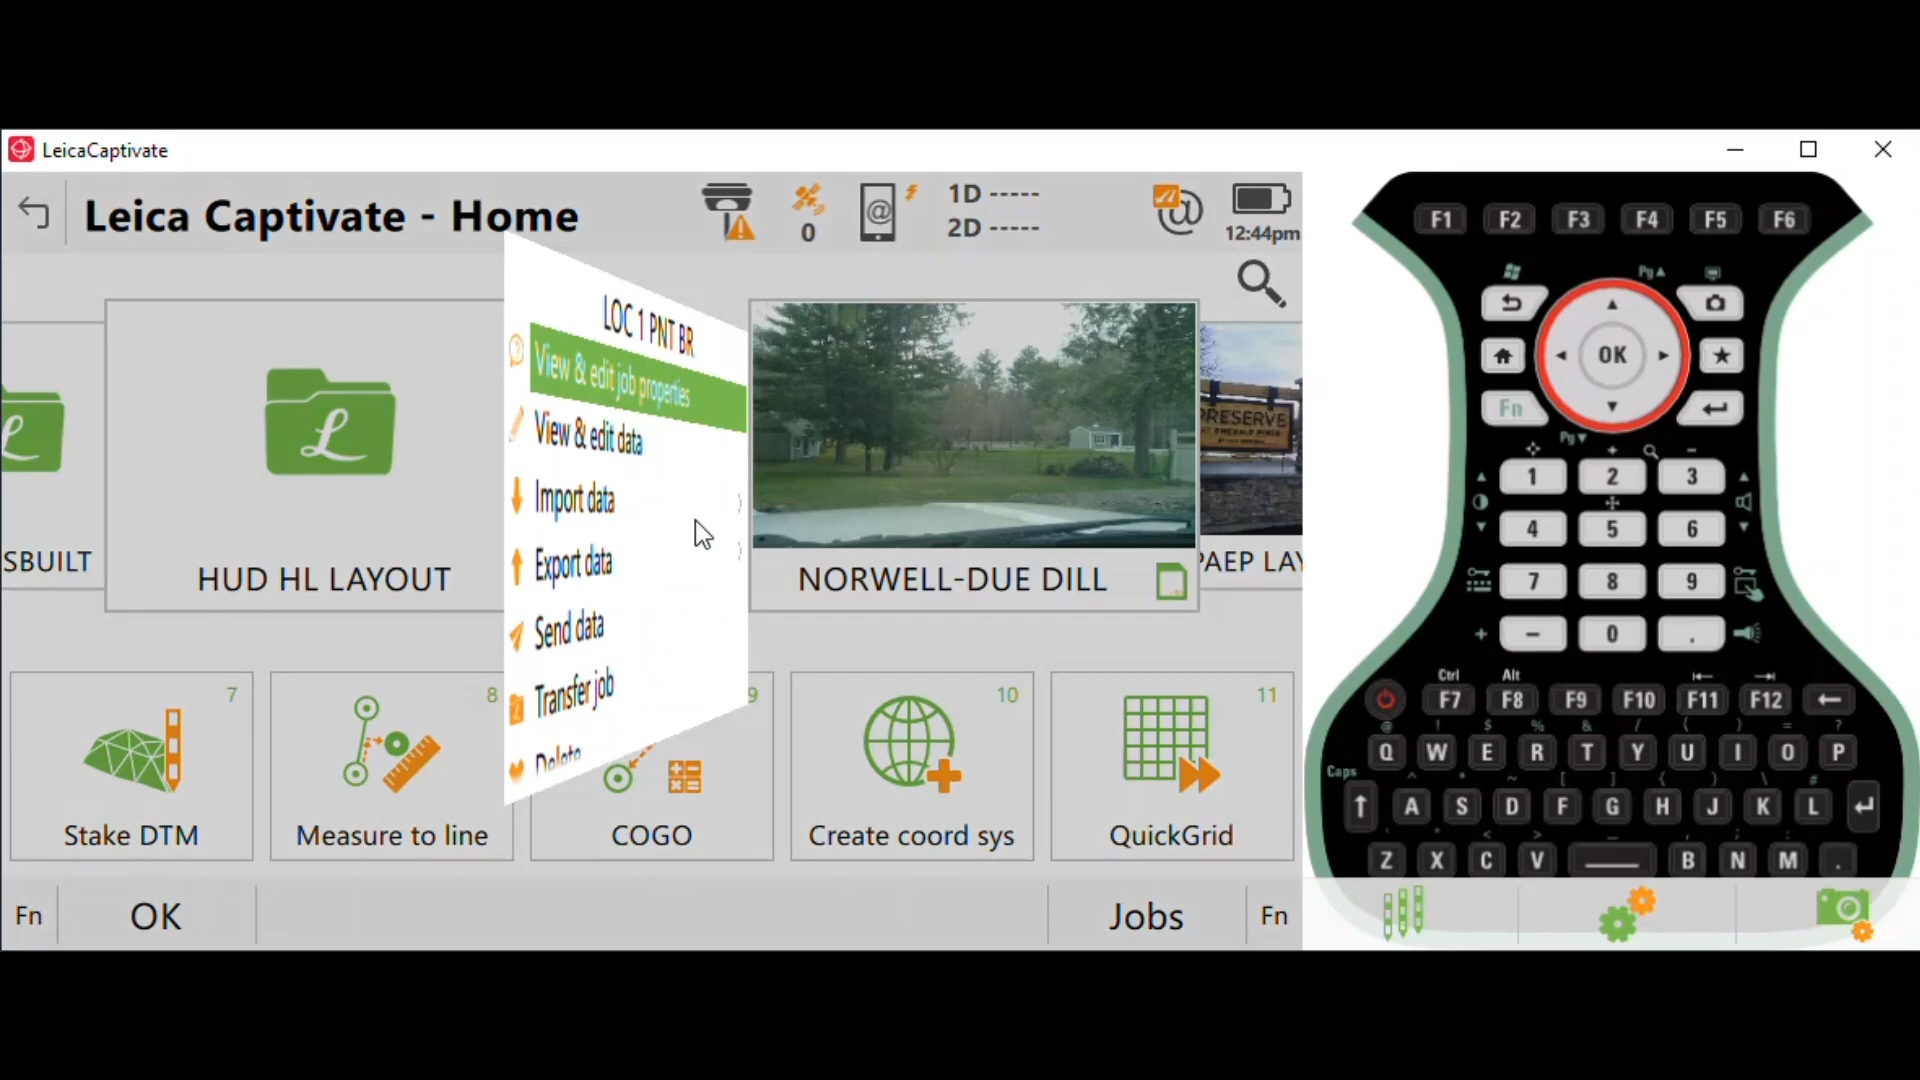 LeicaCaptivate
Leica Captivate - Home
0
@
1D -----
2D -----
@
12:44pm
LOC 1 PNT BR
View & edit job properties
View & edit data
Import data
Export data
Send data
Transfer job
Delete
SBUILT
HUD HL LAYOUT
NORWELL-DUE DILL
PRESERVE
PAEP LAY
7
Stake DTM
8
Measure to line
9
COGO
10
Create coord sys
11
QuickGrid
Fn
OK
Jobs
Fn
F1 F2 F3 F4 F5 F6
Pg▲
OK
Fn
Pg▼
+ -
1 2 3
4 5 6
7 8 9
+ - 0 .
Ctrl Alt
F7 F8 F9 F10 F11 F12
@ ! $ % & / ( ) = ?
Q W E R T Y U I O P
Caps
A S D F G H J K L
Z X C V B N M .